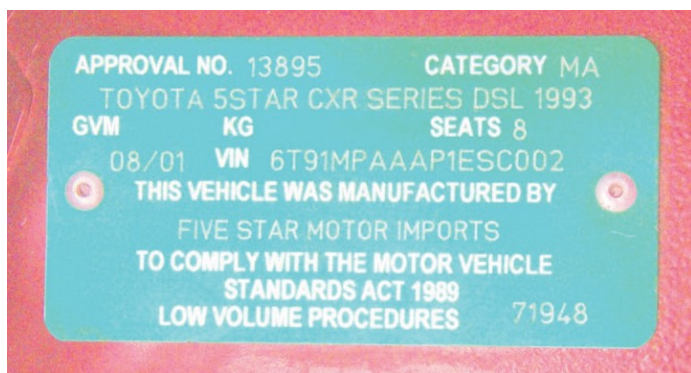 APPROVAL NO. 13895 CATEGORY MA
TOYOTA 5STAR CXR SERIES DSL 1993
GVM KG SEATS 8
08/01 VIN 6T91MPAAAP1ESC002
THIS VEHICLE WAS MANUFACTURED BY
FIVE STAR MOTOR IMPORTS
TO COMPLY WITH THE MOTOR VEHICLE
STANDARDS ACT 1989
LOW VOLUME PROCEDURES 71948